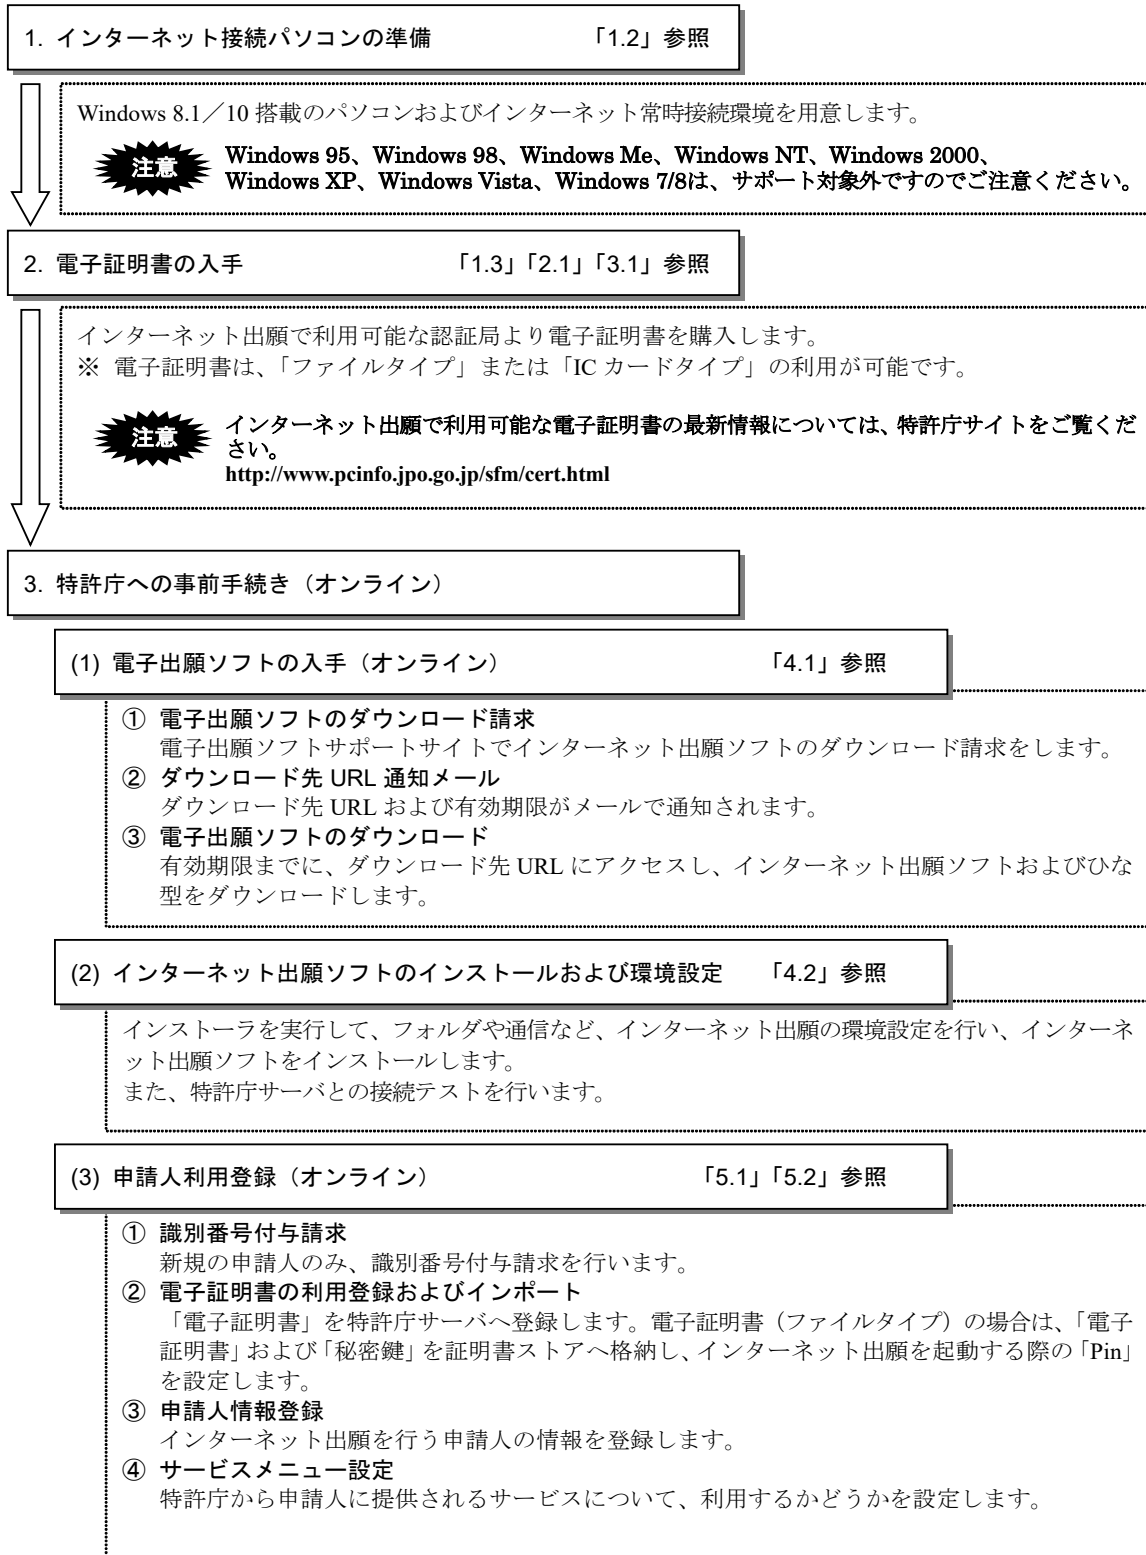 1. インターネット接続パソコンの準備 「1.2」参照
Windows 8.1／10 搭載のパソコンおよびインターネット常時接続環境を用意します。
注意
Windows 95、Windows 98、Windows Me、Windows NT、Windows 2000、
Windows XP、Windows Vista、Windows 7/8は、サポート対象外ですのでご注意ください。
2. 電子証明書の入手 「1.3」「2.1」「3.1」参照
インターネット出願で利用可能な認証局より電子証明書を購入します。
※ 電子証明書は、「ファイルタイプ」または「IC カードタイプ」の利用が可能です。
注意
インターネット出願で利用可能な電子証明書の最新情報については、特許庁サイトをご覧くだ
さい。
http://www.pcinfo.jpo.go.jp/sfm/cert.html
3. 特許庁への事前手続き（オンライン）
(1) 電子出願ソフトの入手（オンライン） 「4.1」参照
① 電子出願ソフトのダウンロード請求
電子出願ソフトサポートサイトでインターネット出願ソフトのダウンロード請求をします。
② ダウンロード先 URL 通知メール
ダウンロード先 URL および有効期限がメールで通知されます。
③ 電子出願ソフトのダウンロード
有効期限までに、ダウンロード先 URL にアクセスし、インターネット出願ソフトおよびひな
型をダウンロードします。
(2) インターネット出願ソフトのインストールおよび環境設定 「4.2」参照
インストーラを実行して、フォルダや通信など、インターネット出願の環境設定を行い、インターネ
ット出願ソフトをインストールします。
また、特許庁サーバとの接続テストを行います。
(3) 申請人利用登録（オンライン） 「5.1」「5.2」参照
① 識別番号付与請求
新規の申請人のみ、識別番号付与請求を行います。
② 電子証明書の利用登録およびインポート
「電子証明書」を特許庁サーバへ登録します。電子証明書（ファイルタイプ）の場合は、「電子
証明書」および「秘密鍵」を証明書ストアへ格納し、インターネット出願を起動する際の「Pin」
を設定します。
③ 申請人情報登録
インターネット出願を行う申請人の情報を登録します。
④ サービスメニュー設定
特許庁から申請人に提供されるサービスについて、利用するかどうかを設定します。